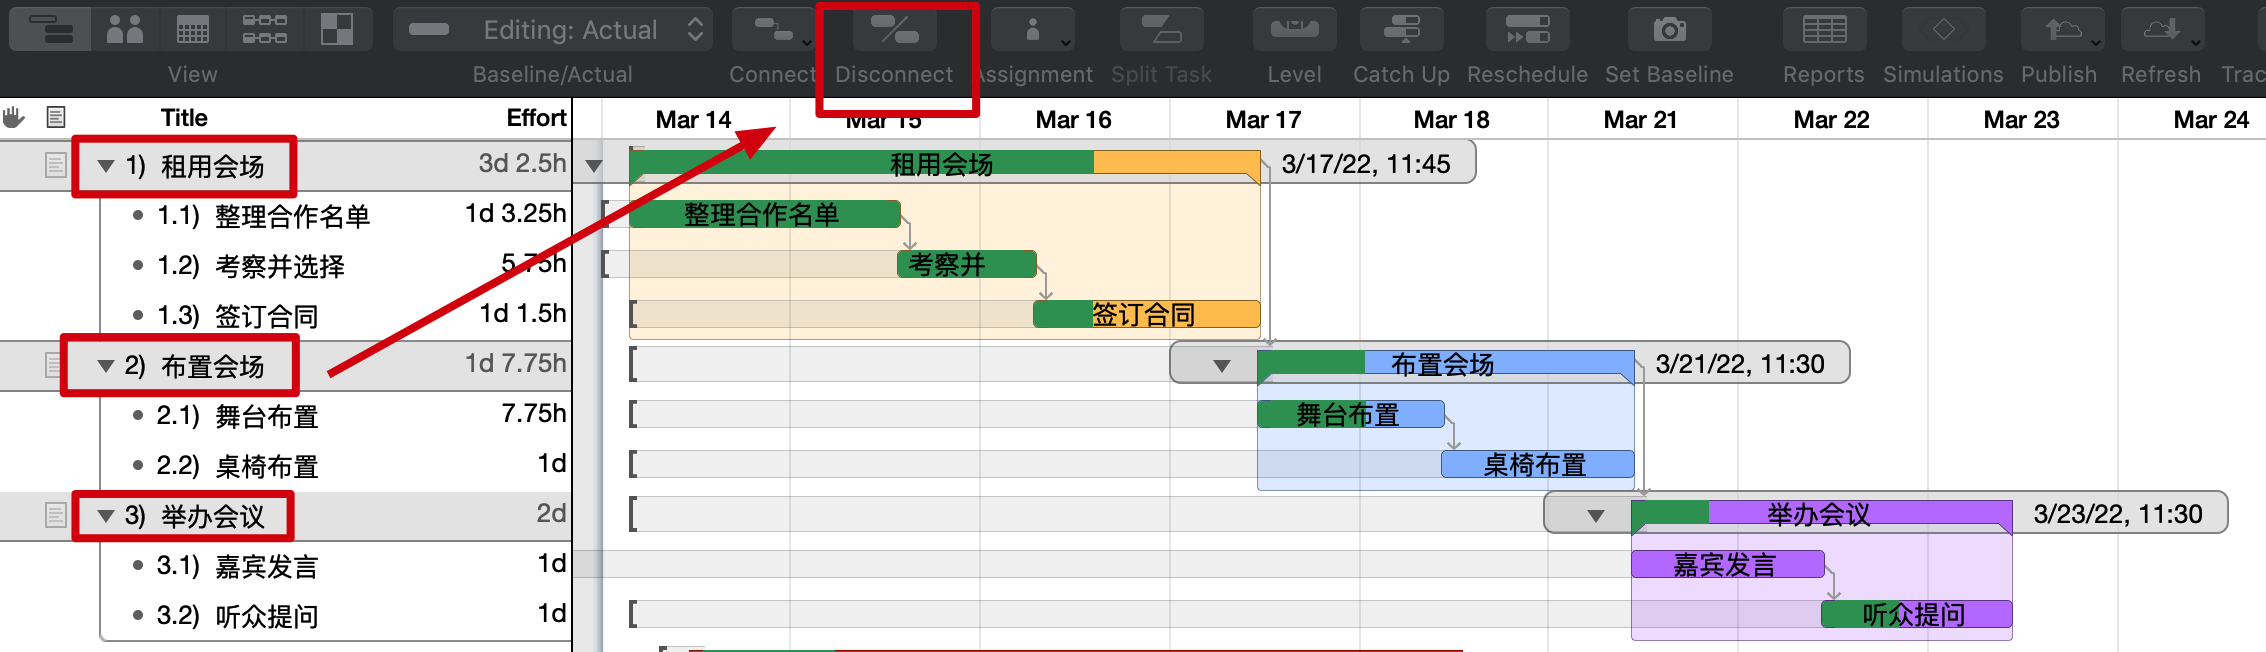 Editing: Actual
View
Baseline/Actual
Connect
Disconnect
Assignment
Split Task
Level
Catch Up
Reschedule
Set Baseline
Reports
Simulations
Publish
Refresh
Trac
Title
Effort
Mar 14
Mar 15
Mar 16
Mar 17
Mar 18
Mar 21
Mar 22
Mar 23
Mar 24
1) 租用会场
3d 2.5h
租用会场
3/17/22, 11:45
1.1) 整理合作名单
1d 3.25h
整理合作名单
1.2) 考察并选择
5.75h
考察并
1.3) 签订合同
1d 1.5h
签订合同
2) 布置会场
1d 7.75h
布置会场
3/21/22, 11:30
2.1) 舞台布置
7.75h
舞台布置
2.2) 桌椅布置
1d
桌椅布置
3) 举办会议
2d
举办会议
3/23/22, 11:30
3.1) 嘉宾发言
1d
嘉宾发言
3.2) 听众提问
1d
听众提问